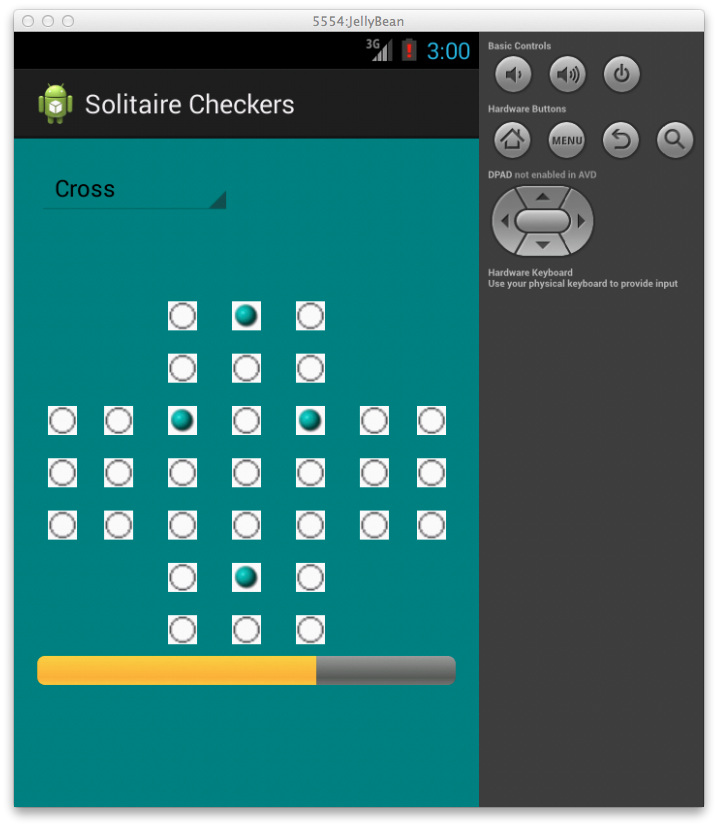 5554:JellyBean
3G
3:00
Solitaire Checkers
Cross
Basic Controls
Hardware Buttons
MENU
DPAD not enabled in AVD
Hardware Keyboard
Use your physical keyboard to provide input